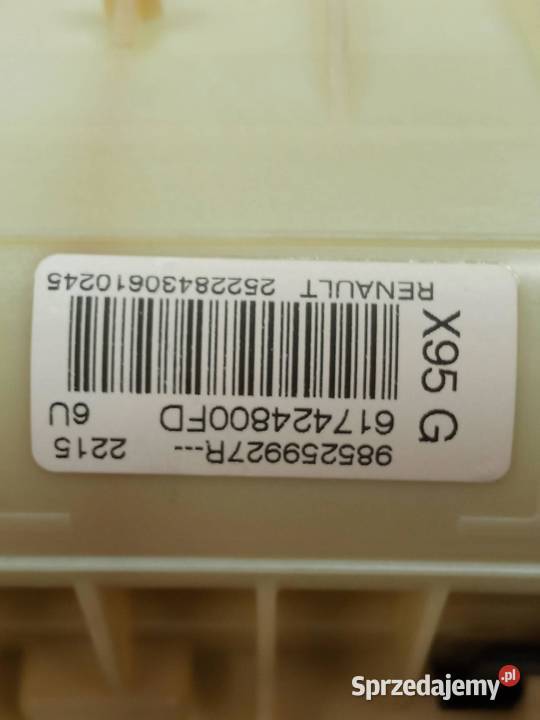 985259927R--- 2215
617424800FD 6U
RENAULT 25228430610245
X95 G
Sprzedajemy.pl